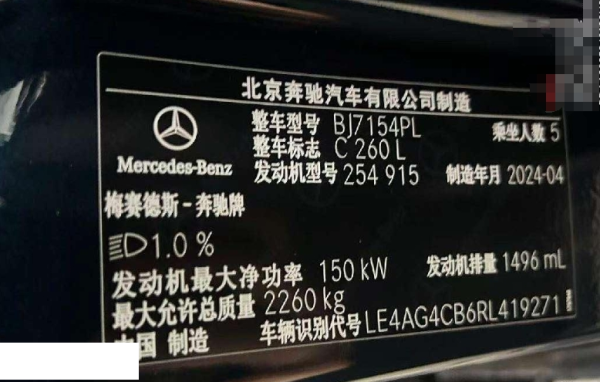 北京奔驰汽车有限公司制造
整车型号 BJ7154PL 乘坐人数 5
整车标志 C 260 L
Mercedes-Benz 发动机型号 254 915 制造年月 2024-04
梅赛德斯-奔驰牌
1.0 %
发动机最大净功率 150 kW 发动机排量 1496 mL
最大允许总质量 2260 kg
中国 制造 车辆识别代号 LE4AG4CB6RL419271